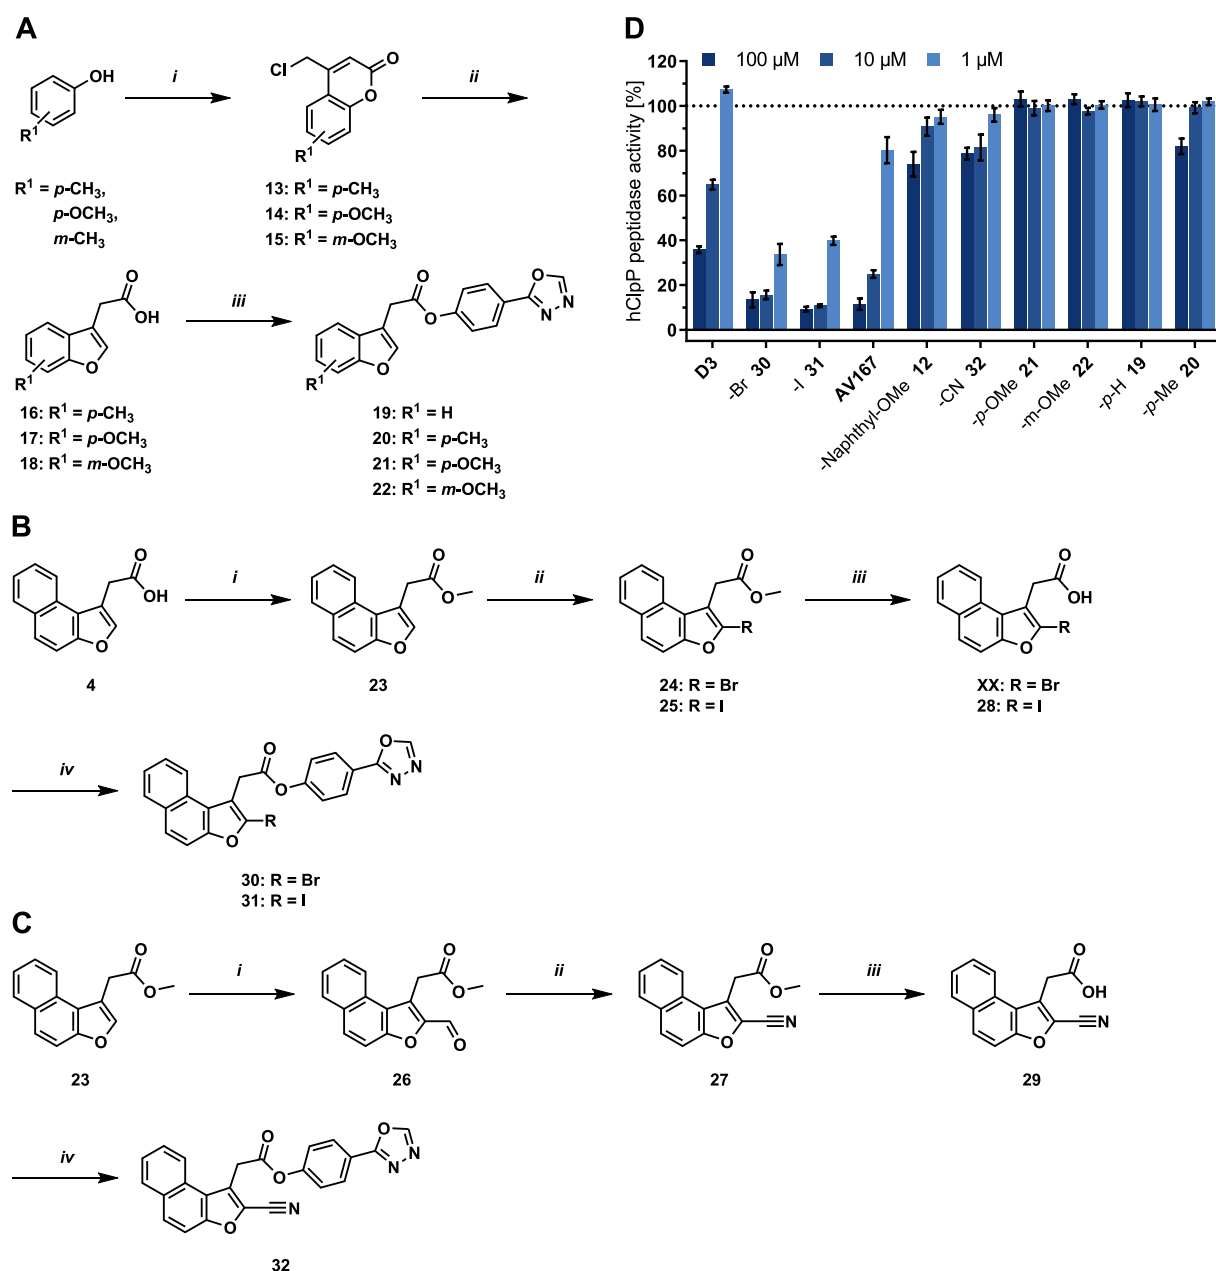 A
OH
R1
i
Cl
O
O
R1
ii
R1 = p-CH3,
p-OCH3,
m-CH3
13: R1 = p-CH3
14: R1 = p-OCH3
15: R1 = m-OCH3
O
OH
O
R1
iii
O
O
O
N
N
O
R1
16: R1 = p-CH3
17: R1 = p-OCH3
18: R1 = m-OCH3
19: R1 = H
20: R1 = p-CH3
21: R1 = p-OCH3
22: R1 = m-OCH3
D
100 µM 10 µM 1 µM
hClpP peptidase activity [%]
120
100
80
60
40
20
0
D3
-Br 30
-I 31
AV167
-Naphthyl-OMe 12
-CN 32
-p-OMe 21
-m-OMe 22
-p-H 19
-p-Me 20
B
O
OH
O
4
i
O
O
O
23
ii
O
O
R
O
24: R = Br
25: R = I
iii
O
OH
R
O
XX: R = Br
28: R = I
iv
O
O
O
N
N
R
O
30: R = Br
31: R = I
C
O
O
O
23
i
O
O
O
O
26
ii
O
O
O
N
27
iii
O
OH
O
N
29
iv
O
O
O
N
N
O
N
32